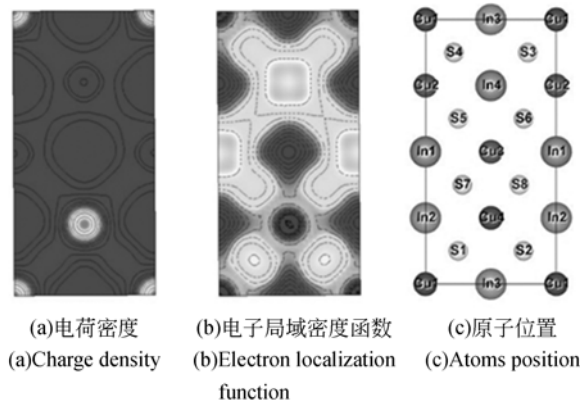 Cu1 In3 Cu1
S4 S3
Cu2 In4 Cu2
S5 S6
In1 Cu3 In1
S7 S8
In2 Cu4 In2
S1 S2
Cu1 In3 Cu1
(a)电荷密度 (b)电子局域密度函数 (c)原子位置
(a)Charge density (b)Electron localization (c)Atoms position
function